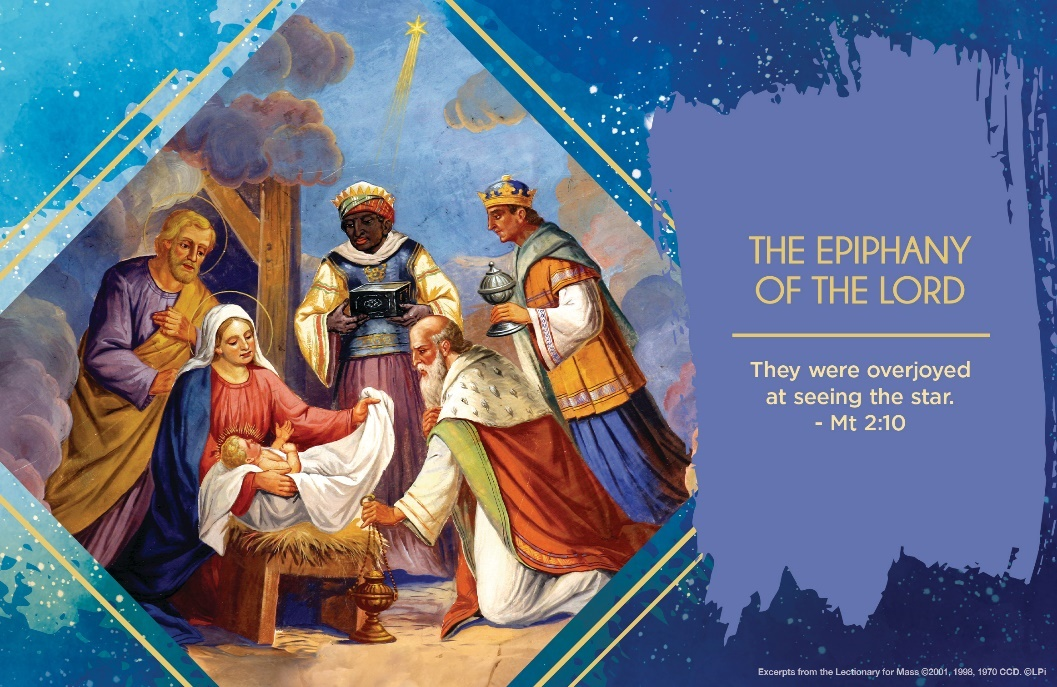 THE EPIPHANY
OF THE LORD
They were overjoyed
at seeing the star.
- Mt 2:10
Excerpts from the Lectionary for Mass ©2001, 1998, 1970 CCD. ©LPi